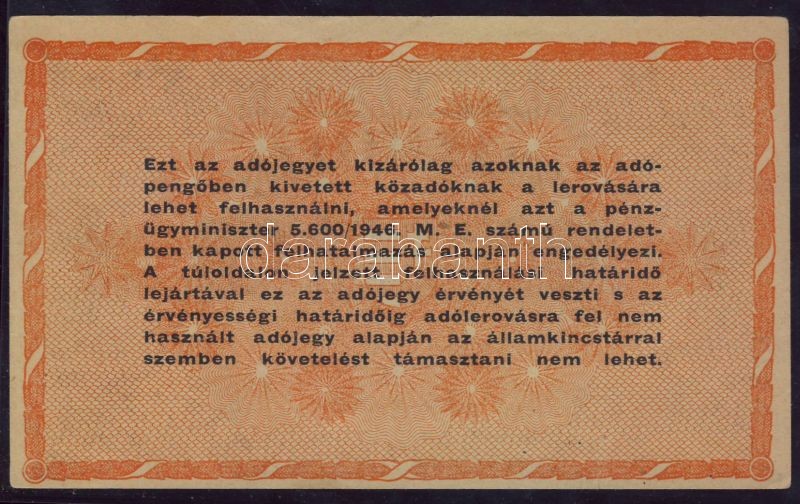 Ezt az adójegyet kizárólag azoknak az adó-
pengőben kivetett közadóknak a lerovására
lehet felhasználni, amelyeknél azt a pénz-
ügyminiszter 5.600/1946. M. E. számú rendelet-
ben kapott felhatalmazás alapján engedélyezi.
A túloldalon jelzett felhasználási határidő
lejártával ez az adójegy érvényét veszti s az
érvényességi határidőig adólerovásra fel nem
használt adójegy alapján az államkincstárral
szemben követelést támasztani nem lehet.
darabanth